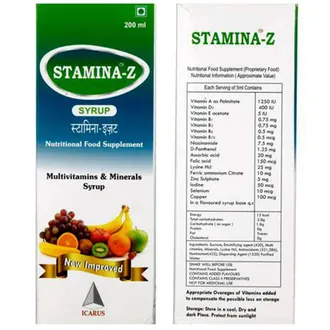 200 ml
STAMINA-Z
SYRUP
स्टामिना-ज़ट
Nutritional Food Supplement
Multivitamins & Minerals
Syrup
New Improved
ICARUS
STAMINA-Z
Nutritional Food Supplement (Proprietary Food)
Nutritional Information ( Approximate Value)
Each Serving of 5ml Contains
Vitamin A as Palmitate 1250 IU
Vitamin D3 400 IU
Vitamin E acetate 5 IU
Vitamin B1 0.75 mg
Vitamin B2 0.75 mg
Vitamin B6 0.5 mg
Vitamin B12 0.5 mcg
Niacinamide 7.5 mg
D-Panthenol 1.25 mg
Ascorbic acid 20 mg
Folic acid 150 mcg
Lysine Hcl 25 mg
Ferric ammonium Citrate 10 mg
Zinc Sulphate 5 mg
Iodine 50 mcg
Selenium 10 mcg
Copper 100 mcg
In a flavoured syrup base q.s
SHAKE WELL BEFORE USE
Nutritional Food Supplement
CONTAINS ADDED FLAVOURS
CONTAINS CLASS II PRESERVATIVES
NOT FOR MEDICINAL USE
Appropriate Overages of Vitamins added
to compensate the possible loss on storage
Storage: Store in a cool, Dry and
dark Place. Protect from sunlight